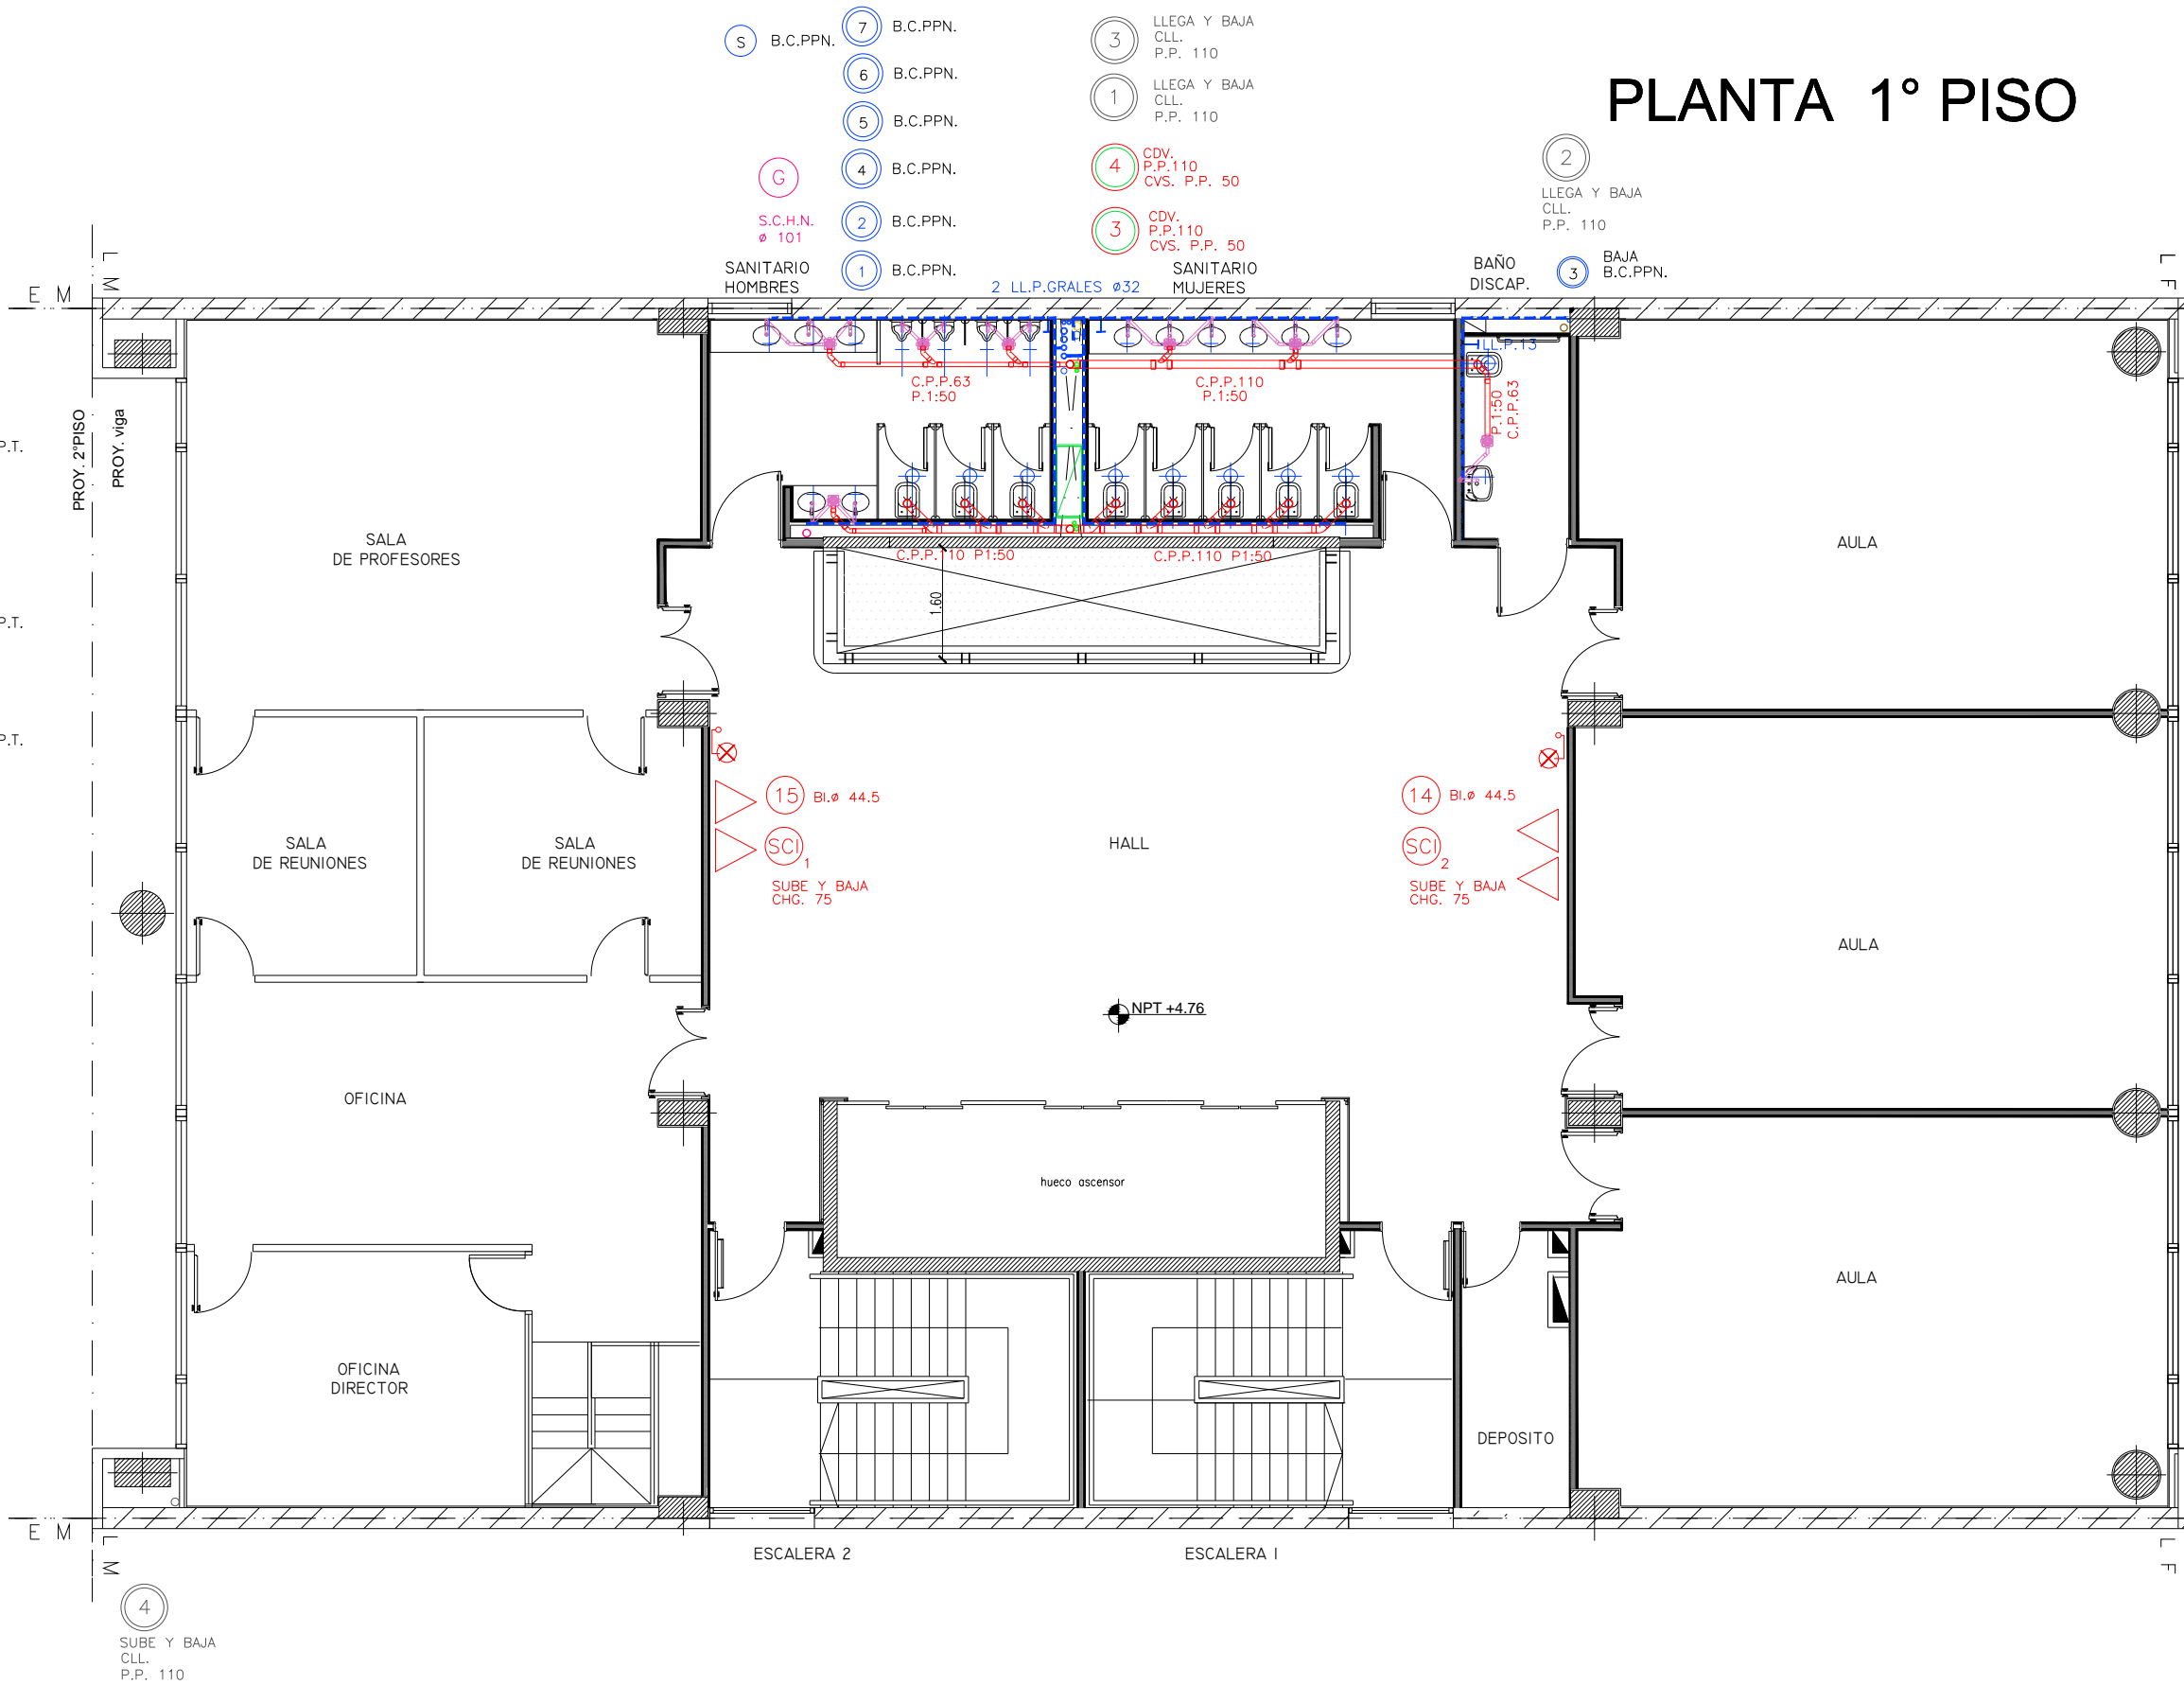 PLANTA 1° PISO
S B.C.PPN.
7 B.C.PPN.
6 B.C.PPN.
5 B.C.PPN.
4 B.C.PPN.
2 B.C.PPN.
1 B.C.PPN.
G
S.C.H.N.
ø 101
3 LLEGA Y BAJA
CLL.
P.P. 110
1 LLEGA Y BAJA
CLL.
P.P. 110
4 CDV.
P.P.110
CVS. P.P. 50
3 CDV.
P.P.110
CVS. P.P. 50
2
LLEGA Y BAJA
CLL.
P.P. 110
3 BAJA
B.C.PPN.
SANITARIO
HOMBRES
2 LL.P.GRALES ø32
SANITARIO
MUJERES
BAÑO
DISCAP.
E M
L M
L F
LL.P.13
C.P.P.63
P.1:50
C.P.P.110
P.1:50
P.1:50
C.P.P.63
C.P.P.110 P1:50
C.P.P.110 P1:50
1.60
PROY. 2°PISO
PROY. viga
P.T.
P.T.
P.T.
SALA
DE PROFESORES
AULA
15 BI.ø 44.5
SCI 1
SUBE Y BAJA
CHG. 75
14 BI.ø 44.5
SCI 2
SUBE Y BAJA
CHG. 75
SALA
DE REUNIONES
SALA
DE REUNIONES
HALL
AULA
NPT +4.76
OFICINA
hueco ascensor
AULA
OFICINA
DIRECTOR
DEPOSITO
E M
L M
L F
ESCALERA 2
ESCALERA I
4
SUBE Y BAJA
CLL.
P.P. 110